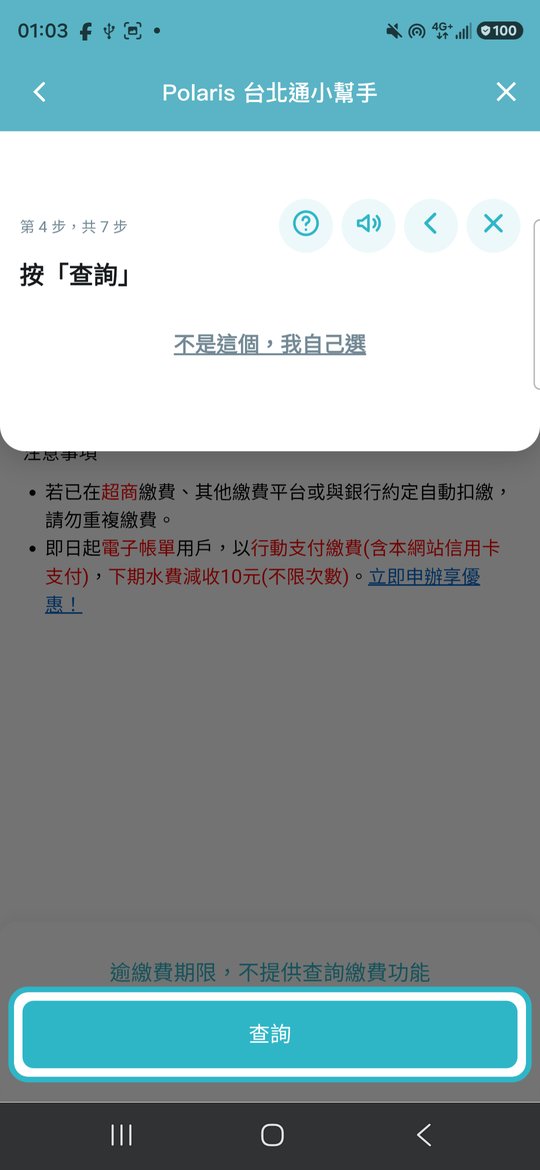 01:03
4G+
100
Polaris 台北通小幫手
第 4 步，共 7 步
按「查詢」
不是這個，我自己選
注意事項
若已在超商繳費、其他繳費平台或與銀行約定自動扣繳，
請勿重複繳費。
即日起電子帳單用戶，以行動支付繳費(含本網站信用卡
支付)，下期水費減收10元(不限次數)。立即申辦享優
惠！
逾繳費期限，不提供查詢繳費功能
查詢